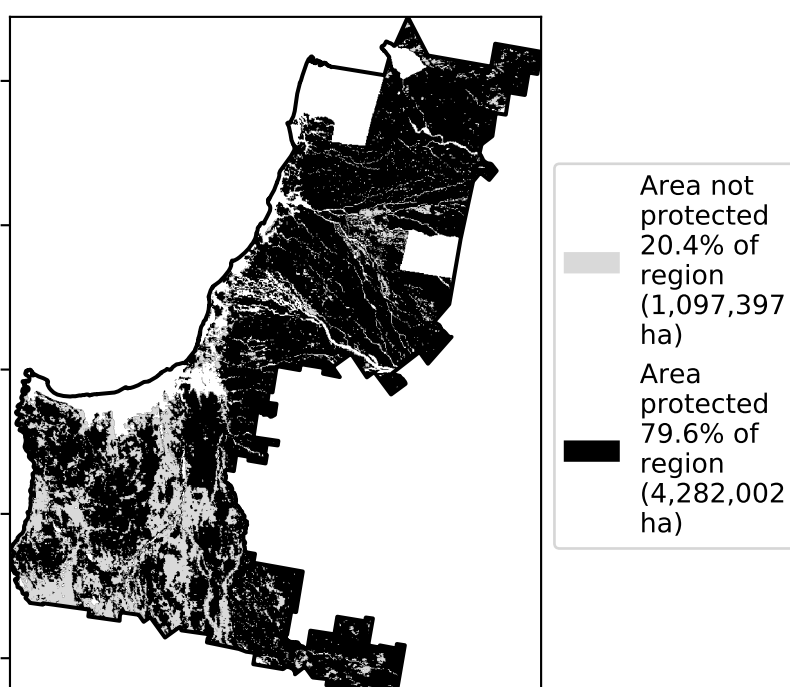 Area not
protected
20.4% of
region
(1,097,397
ha)
Area
protected
79.6% of
region
(4,282,002
ha)